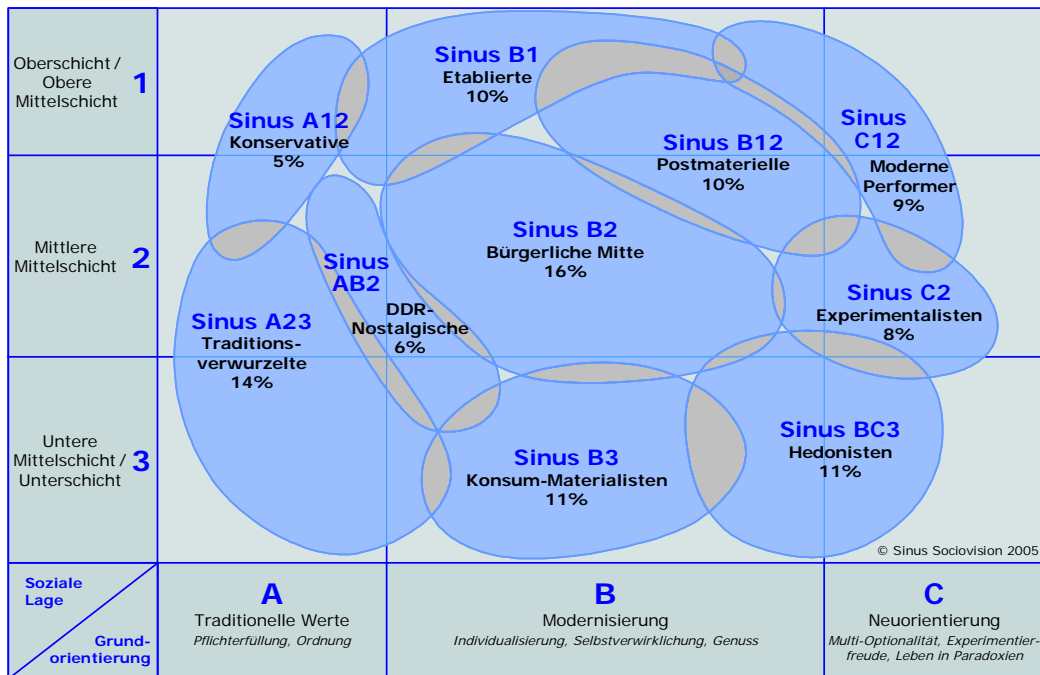 Oberschicht /
Obere
Mittelschicht
1
Sinus B1
Etablierte
10%
Sinus A12
Konservative
5%
Sinus B12
Postmaterielle
10%
Sinus
C12
Moderne
Performer
9%
Mittlere
Mittelschicht
2
Sinus
AB2
DDR-
Nostalgische
6%
Sinus B2
Bürgerliche Mitte
16%
Sinus C2
Experimentalisten
8%
Sinus A23
Traditions-
verwurzelte
14%
Untere
Mittelschicht /
Unterschicht
3
Sinus B3
Konsum-Materialisten
11%
Sinus BC3
Hedonisten
11%
© Sinus Sociovision 2005
Soziale
Lage
Grund-
orientierung
A
Traditionelle Werte
Pflichterfüllung, Ordnung
B
Modernisierung
Individualisierung, Selbstverwirklichung, Genuss
C
Neuorientierung
Multi-Optionalität, Experimentier-
freude, Leben in Paradoxien